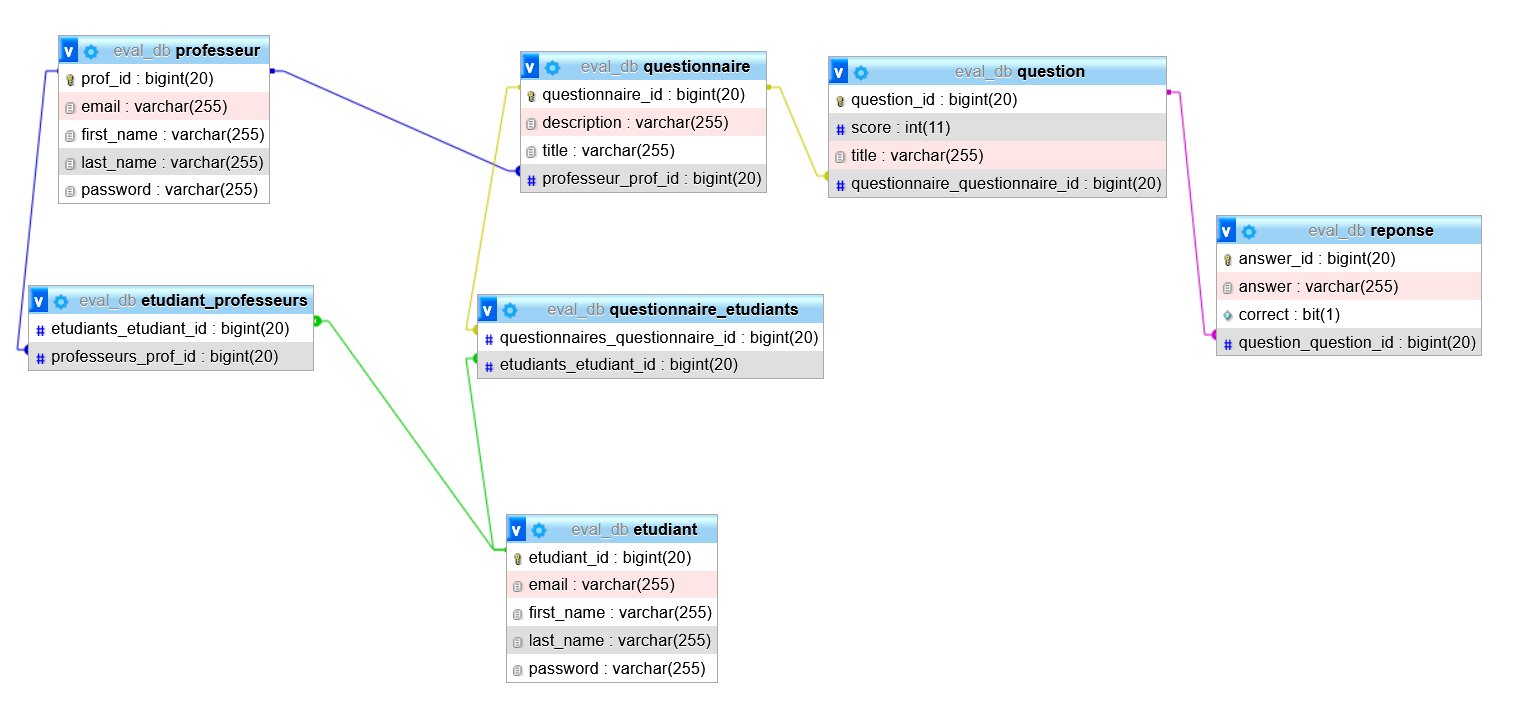 v eval_db professeur
prof_id : bigint(20)
email : varchar(255)
first_name : varchar(255)
last_name : varchar(255)
password : varchar(255)
v eval_db questionnaire
questionnaire_id : bigint(20)
description : varchar(255)
title : varchar(255)
# professeur_prof_id : bigint(20)
v eval_db question
question_id : bigint(20)
# score : int(11)
title : varchar(255)
# questionnaire_questionnaire_id : bigint(20)
v eval_db reponse
answer_id : bigint(20)
answer : varchar(255)
correct : bit(1)
# question_question_id : bigint(20)
v eval_db etudiant_professeurs
# etudiants_etudiant_id : bigint(20)
# professeurs_prof_id : bigint(20)
v eval_db questionnaire_etudiants
# questionnaires_questionnaire_id : bigint(20)
# etudiants_etudiant_id : bigint(20)
v eval_db etudiant
etudiant_id : bigint(20)
email : varchar(255)
first_name : varchar(255)
last_name : varchar(255)
password : varchar(255)